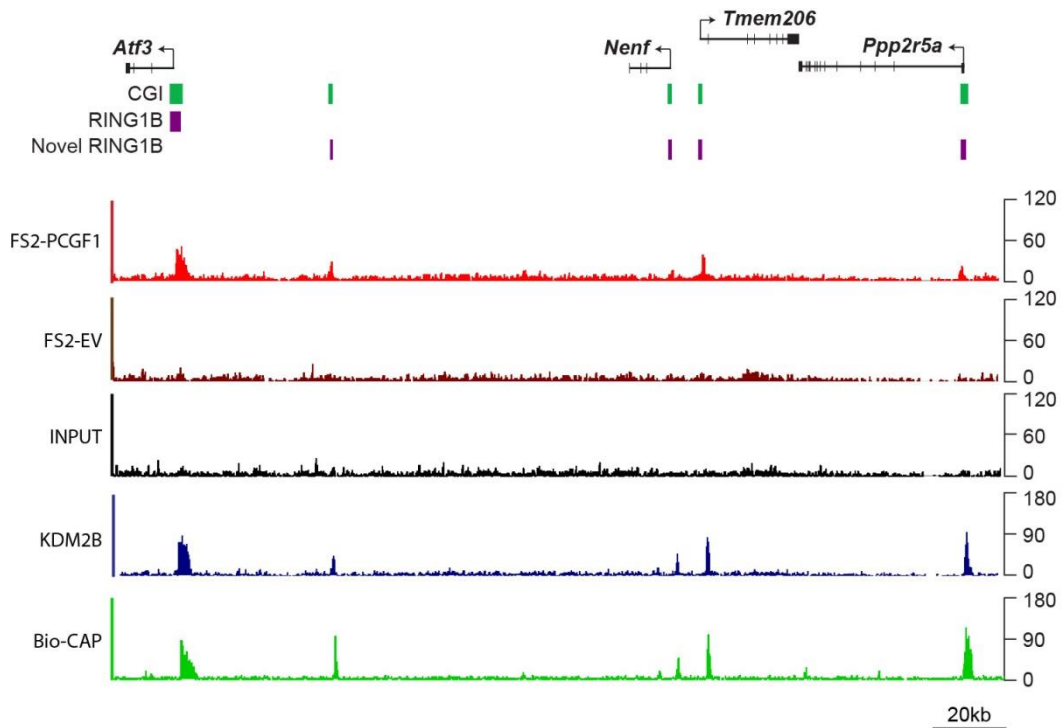 Tmem206
Atf3
Nenf
Ppp2r5a
CGI
RING1B
Novel RING1B
FS2-PCGF1
120
60
0
FS2-EV
120
60
0
INPUT
120
60
0
KDM2B
180
90
0
Bio-CAP
180
90
0
20kb